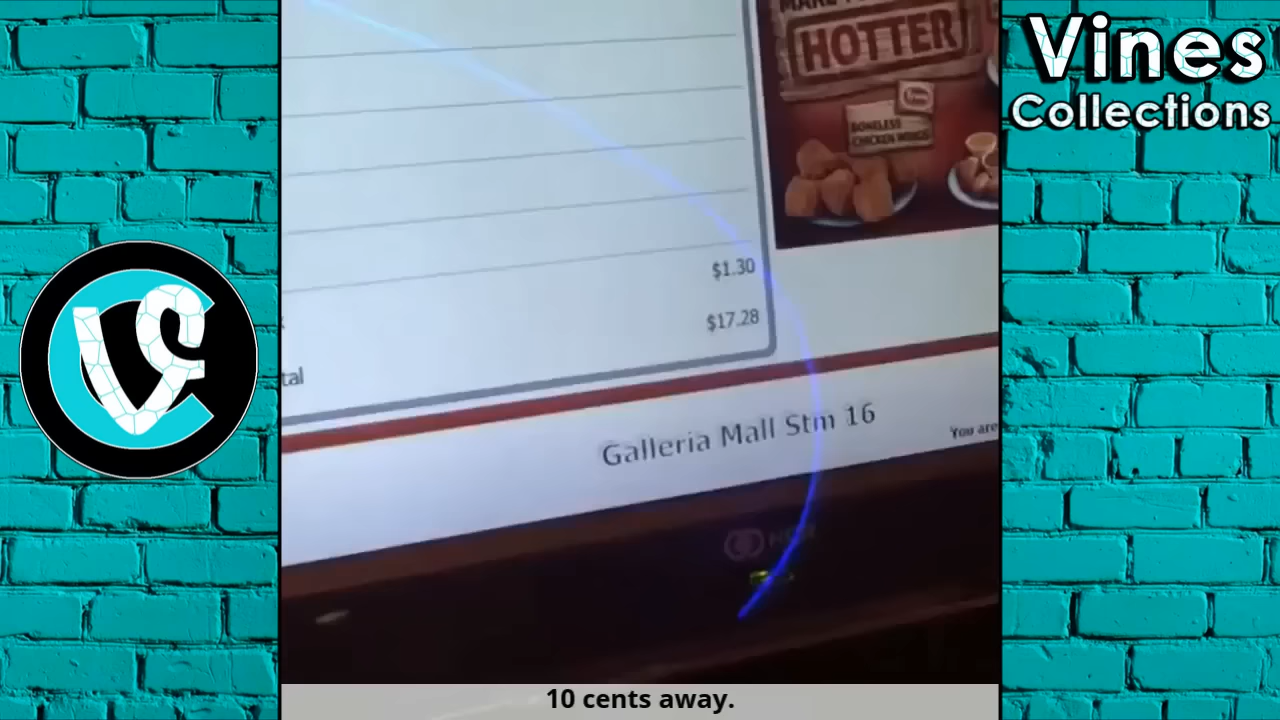 Vines
Collections
HOTTER
BONELESS
CHICKEN WINGS
$1.30
$17.28
tal
Galleria Mall Stm 16
You are
10 cents away.